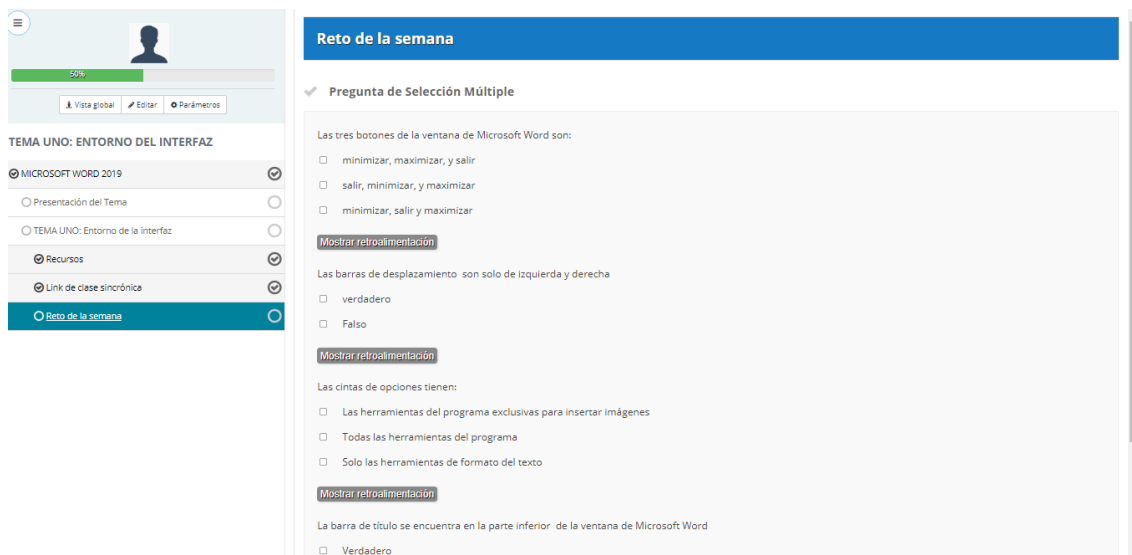 50%
Vista global
Editar
Parámetros
TEMA UNO: ENTORNO DEL INTERFAZ
MICROSOFT WORD 2019
Presentación del Tema
TEMA UNO: Entorno de la interfaz
Recursos
Link de clase sincrónica
Reto de la semana
Reto de la semana
Pregunta de Selección Múltiple
Las tres botones de la ventana de Microsoft Word son:
minimizar, maximizar, y salir
salir, minimizar, y maximizar
minimizar, salir y maximizar
Mostrar retroalimentación
Las barras de desplazamiento son solo de izquierda y derecha
verdadero
Falso
Mostrar retroalimentación
Las cintas de opciones tienen:
Las herramientas del programa exclusivas para insertar imágenes
Todas las herramientas del programa
Solo las herramientas de formato del texto
Mostrar retroalimentación
La barra de título se encuentra en la parte inferior de la ventana de Microsoft Word
Verdadero